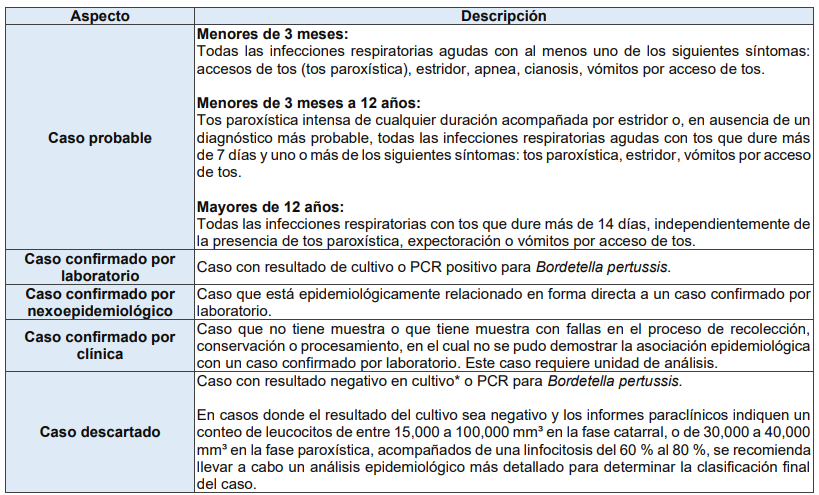 Aspecto Descripción
Caso probable
Menores de 3 meses:
Todas las infecciones respiratorias agudas con al menos uno de los siguientes síntomas:
accesos de tos (tos paroxística), estridor, apnea, cianosis, vómitos por acceso de tos.
Menores de 3 meses a 12 años:
Tos paroxística intensa de cualquier duración acompañada por estridor o, en ausencia de un
diagnóstico más probable, todas las infecciones respiratorias agudas con tos que dure más
de 7 días y uno o más de los siguientes síntomas: tos paroxística, estridor, vómitos por acceso
de tos.
Mayores de 12 años:
Todas las infecciones respiratorias con tos que dure más de 14 días, independientemente de
la presencia de tos paroxística, expectoración o vómitos por acceso de tos.
Caso confirmado por
laboratorio
Caso con resultado de cultivo o PCR positivo para Bordetella pertussis.
Caso confirmado por
nexoepidemiológico
Caso que está epidemiológicamente relacionado en forma directa a un caso confirmado por
laboratorio.
Caso confirmado por
clínica
Caso que no tiene muestra o que tiene muestra con fallas en el proceso de recolección,
conservación o procesamiento, en el cual no se pudo demostrar la asociación epidemiológica
con un caso confirmado por laboratorio. Este caso requiere unidad de análisis.
Caso descartado
Caso con resultado negativo en cultivo* o PCR para Bordetella pertussis.
En casos donde el resultado del cultivo sea negativo y los informes paraclínicos indiquen un
conteo de leucocitos de entre 15,000 a 100,000 mm³ en la fase catarral, o de 30,000 a 40,000
mm³ en la fase paroxística, acompañados de una linfocitosis del 60 % al 80 %, se recomienda
llevar a cabo un análisis epidemiológico más detallado para determinar la clasificación final
del caso.